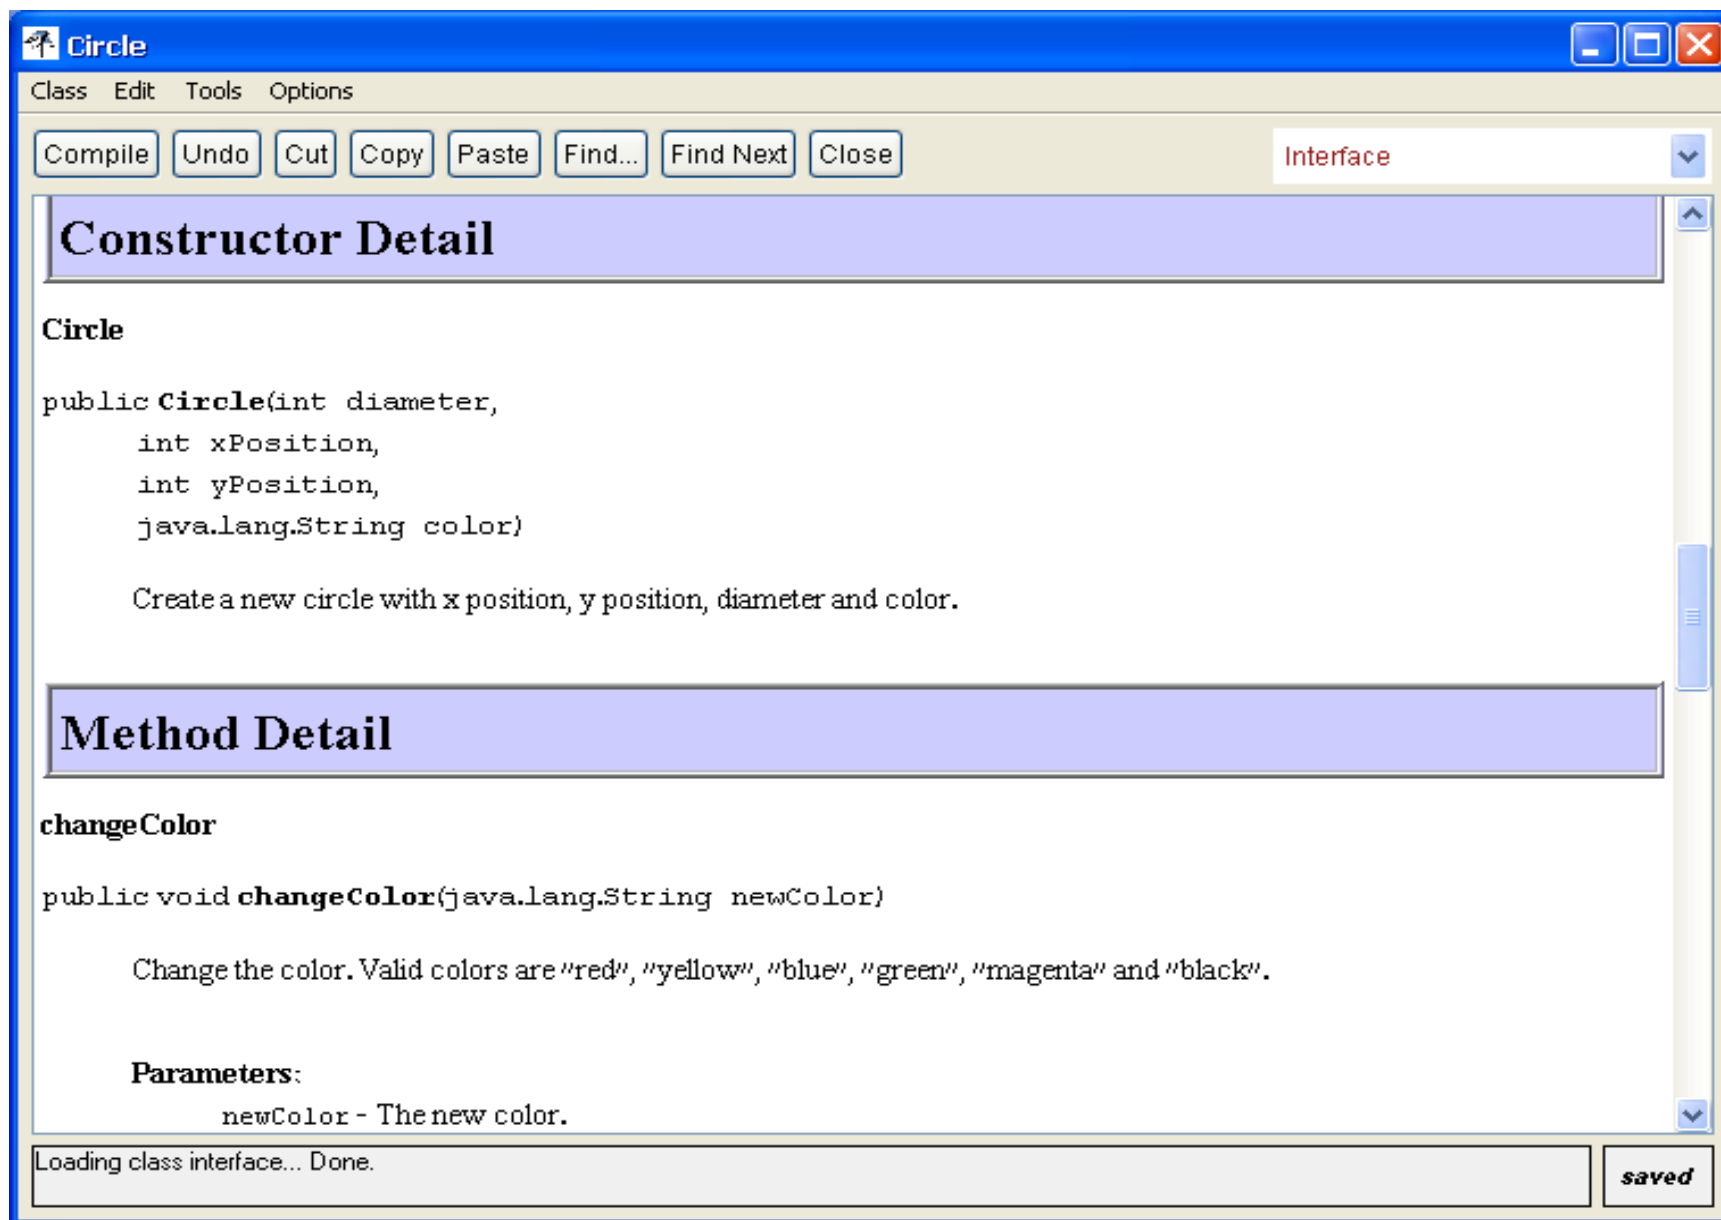 Circle
Class Edit Tools Options
Compile Undo Cut Copy Paste Find... Find Next Close Interface
Constructor Detail
Circle
public Circle(int diameter,
int xPosition,
int yPosition,
java.lang.String color)
Create a new circle with x position, y position, diameter and color.
Method Detail
changeColor
public void changeColor(java.lang.String newColor)
Change the color. Valid colors are "red", "yellow", "blue", "green", "magenta" and "black".
Parameters:
newColor - The new color.
Loading class interface... Done.
saved